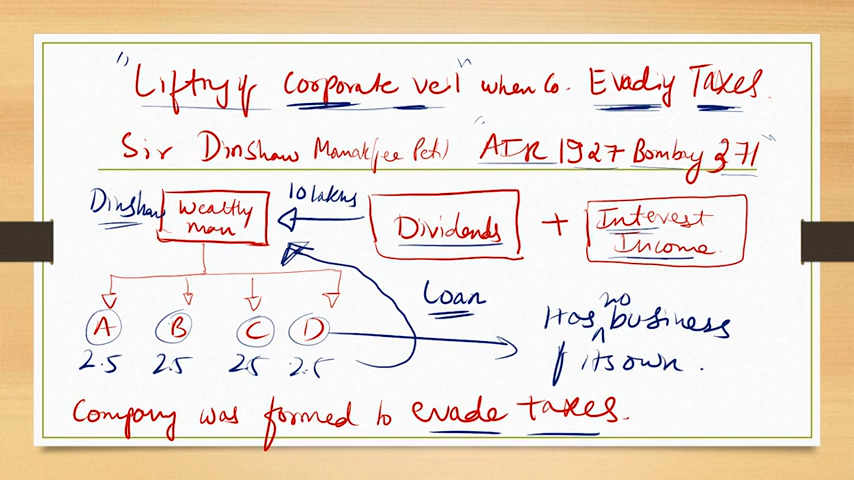 "Lifting of corporate veil" when Co. Evading Taxes.
Sir Dinshaw Manakjee Petit "AIR 1927 Bombay 371"
Dinshaw Wealthy man 10 lakhs Dividends + Interest Income
Loan
A B C D
Has no business of its own.
2.5 2.5 2.5 2.5
Company was formed to evade taxes.